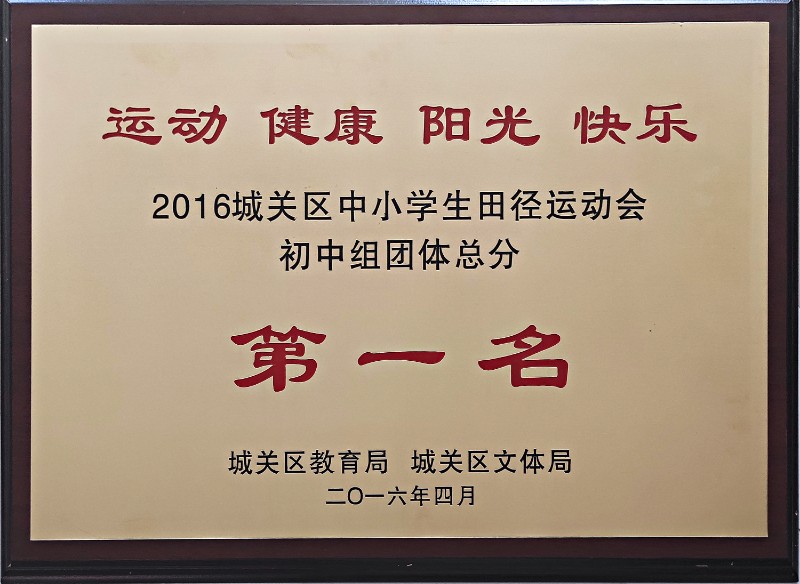 运动 健康 阳光 快乐
2016城关区中小学生田径运动会
初中组团体总分
第一名
城关区教育局 城关区文体局
二〇一六年四月